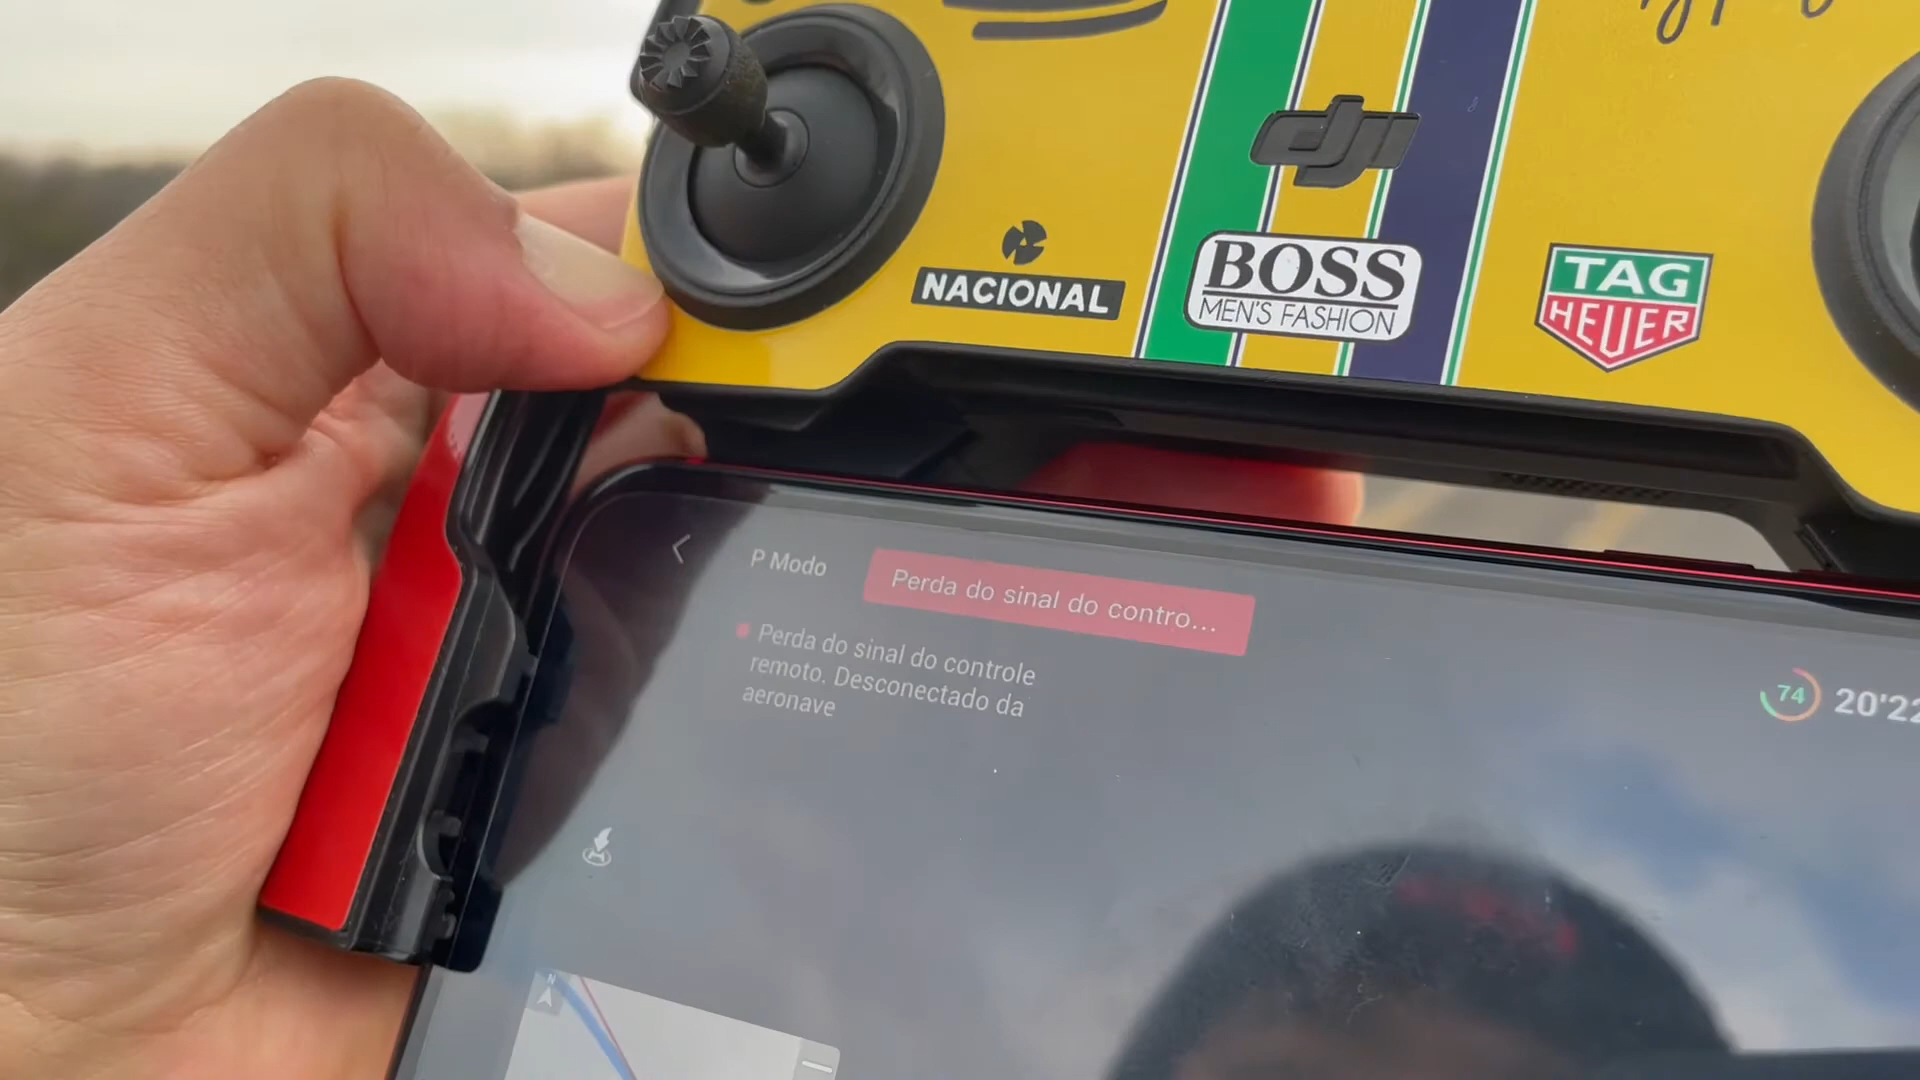 dji
NACIONAL
BOSS
MEN'S FASHION
TAG
HEUER
P Modo
Perda do sinal do contro...
Perda do sinal do controle
remoto. Desconectado da
aeronave
74
20'22
N